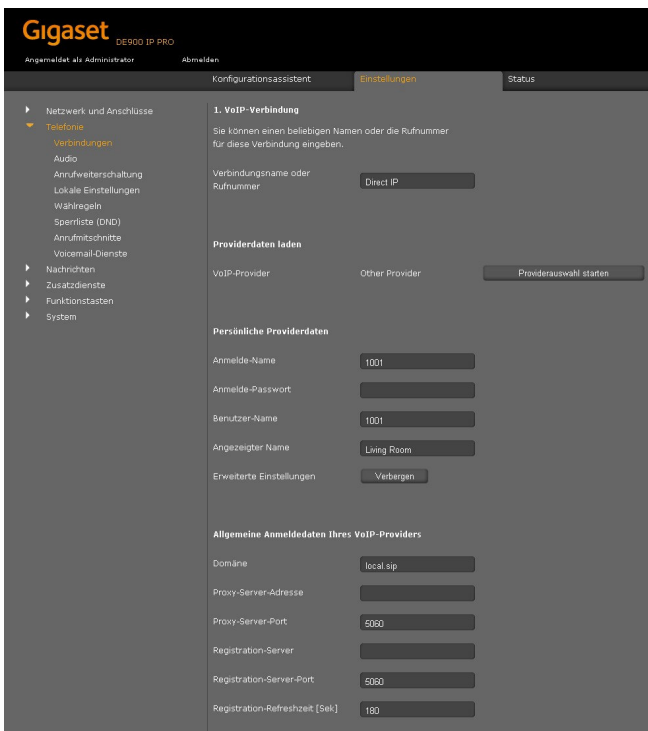 Gigaset DE900 IP PRO
Angemeldet als Administrator Abmelden
Konfigurationsassistent Einstellungen Status
Netzwerk und Anschlüsse
Telefonie
Verbindungen
Audio
Anrufweiterschaltung
Lokale Einstellungen
Wählregeln
Sperrliste (DND)
Anrufmitschnitte
Voicemail-Dienste
Nachrichten
Zusatzdienste
Funktionstasten
System
1. VoIP-Verbindung
Sie können einen beliebigen Namen oder die Rufnummer
für diese Verbindung eingeben.
Verbindungsname oder
Rufnummer Direct IP
Providerdaten laden
VoIP-Provider Other Provider Providerauswahl starten
Persönliche Providerdaten
Anmelde-Name 1001
Anmelde-Passwort
Benutzer-Name 1001
Angezeigter Name Living Room
Erweiterte Einstellungen Verbergen
Allgemeine Anmeldedaten Ihres VoIP-Providers
Domäne local.sip
Proxy-Server-Adresse
Proxy-Server-Port 5060
Registration-Server
Registration-Server-Port 5060
Registration-Refreshzeit [Sek] 180